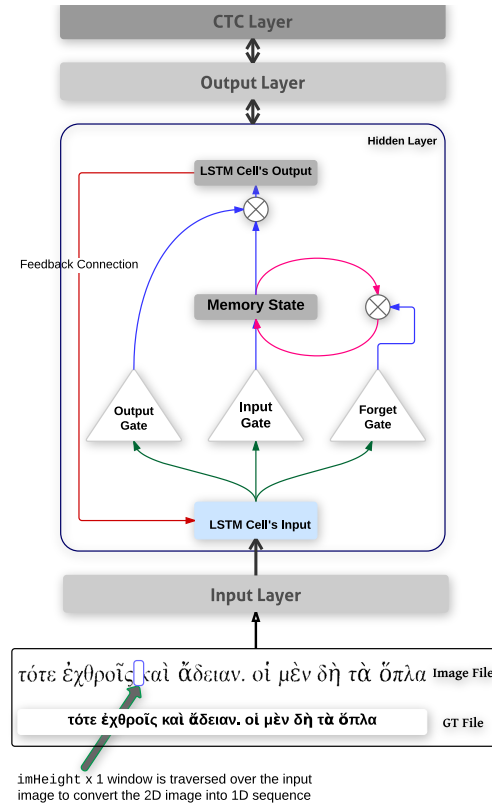 CTC Layer
Output Layer
Hidden Layer
LSTM Cell's Output
Feedback Connection
Memory State
Output
Gate
Input
Gate
Forget
Gate
LSTM Cell's Input
Input Layer
τότε ἐχθροῖς καὶ ἄδειαν. οἱ μὲν δὴ τὰ ὅπλα Image File
τότε ἐχθροῖς καὶ ἄδειαν. οἱ μὲν δὴ τὰ ὅπλα GT File
imHeight x 1 window is traversed over the input
image to convert the 2D image into 1D sequence